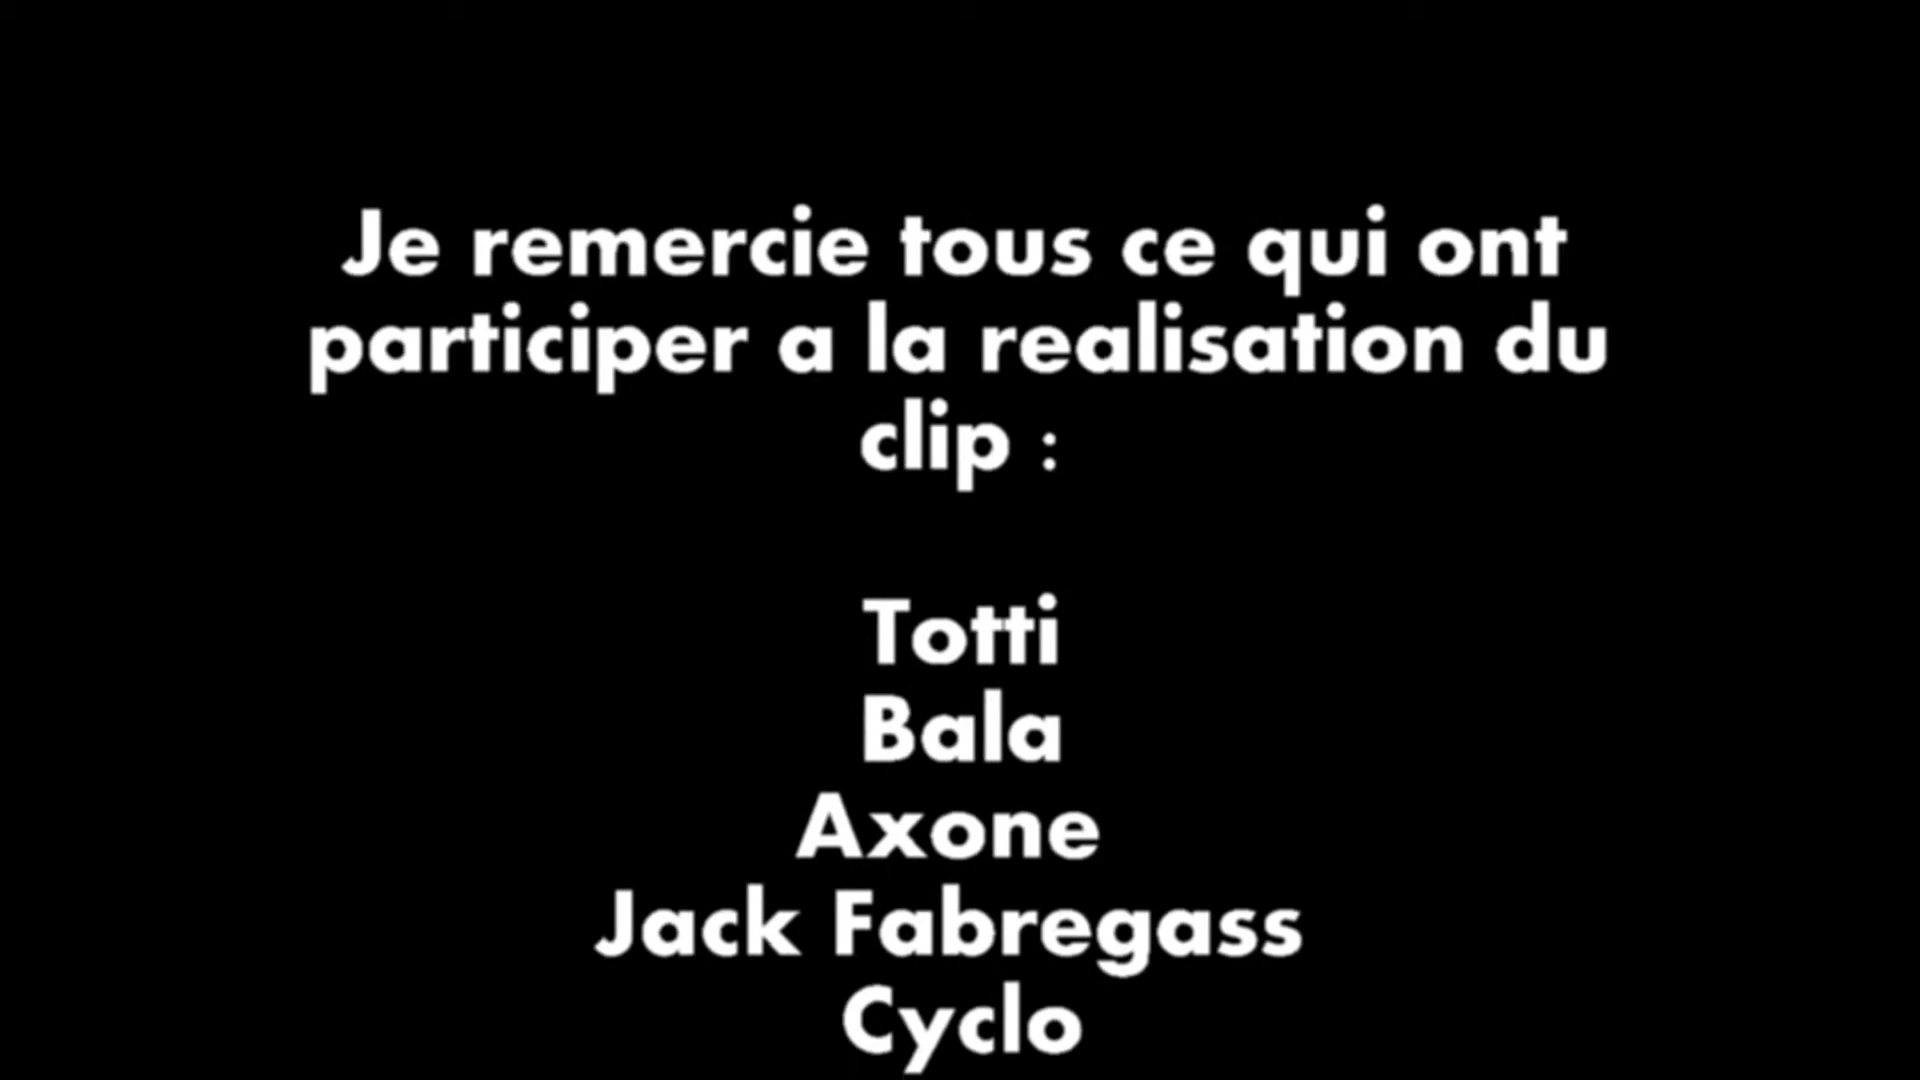 Je remercie tous ce qui ont
participer a la realisation du
clip :
Totti
Bala
Axone
Jack Fabregass
Cyclo